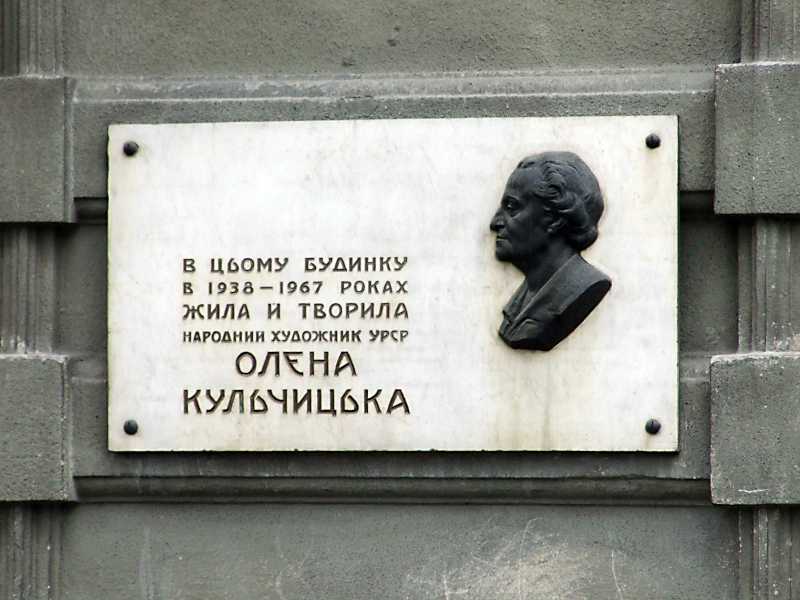 В ЦЬОМУ БУДИНКУ
В 1938–1967 РОКАХ
ЖИЛА Й ТВОРИЛА
НАРОДНИЙ ХУДОЖНИК УРСР
ОЛЕНА
КУЛЬЧИЦЬКА